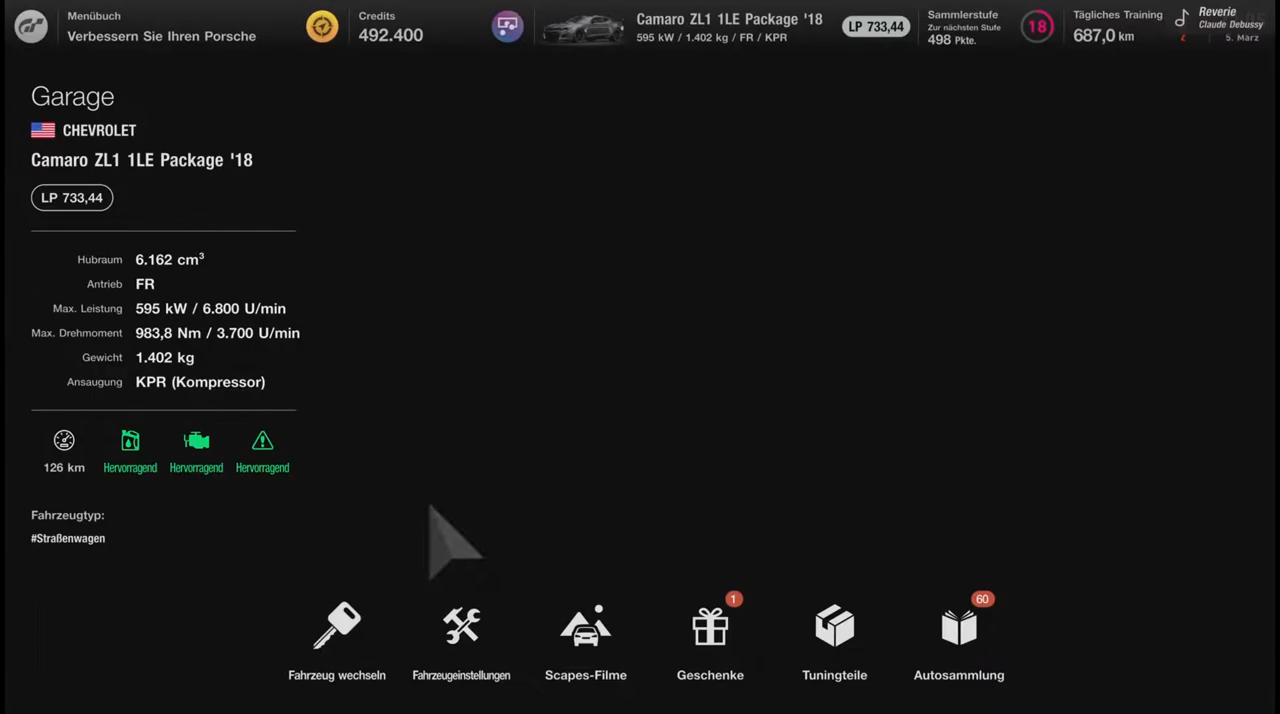 Menübuch
Verbessern Sie Ihren Porsche
Credits
492.400
Camaro ZL1 1LE Package '18
595 kW / 1.402 kg / FR / KPR
LP 733,44
Sammlerstufe
Zur nächsten Stufe
498 Pkte.
18
Tägliches Training
687,0 km
Reverie
Claude Debussy
5. März
Garage
CHEVROLET
Camaro ZL1 1LE Package '18
LP 733,44
Hubraum 6.162 cm³
Antrieb FR
Max. Leistung 595 kW / 6.800 U/min
Max. Drehmoment 983,8 Nm / 3.700 U/min
Gewicht 1.402 kg
Ansaugung KPR (Kompressor)
126 km Hervorragend Hervorragend Hervorragend
Fahrzeugtyp:
#Straßenwagen
1 60
Fahrzeug wechseln Fahrzeugeinstellungen Scapes-Filme Geschenke Tuningteile Autosammlung